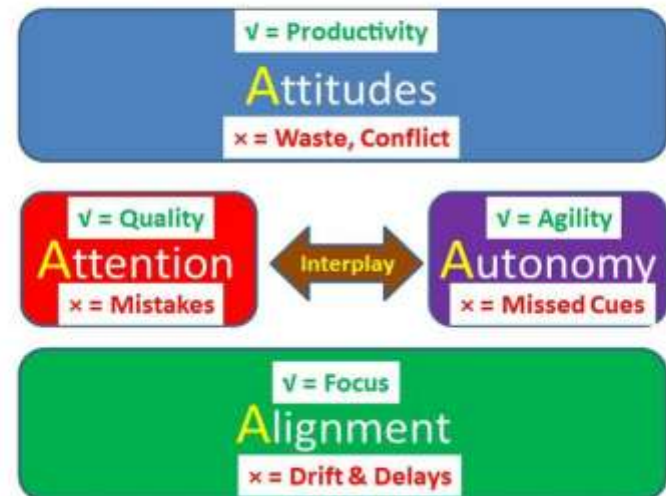 √ = Productivity
Attitudes
× = Waste, Conflict
√ = Quality
Attention
× = Mistakes
Interplay
√ = Agility
Autonomy
× = Missed Cues
√ = Focus
Alignment
× = Drift & Delays